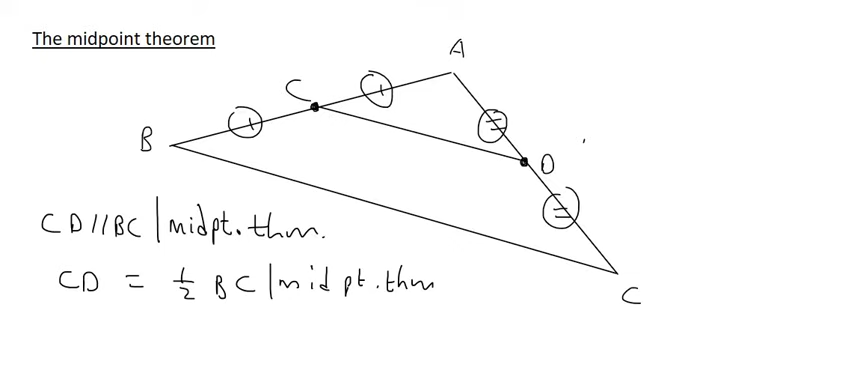 The midpoint theorem
A
C
B
D
CD//BC | midpt. thm.
CD = 1/2 BC | midpt. thm
C